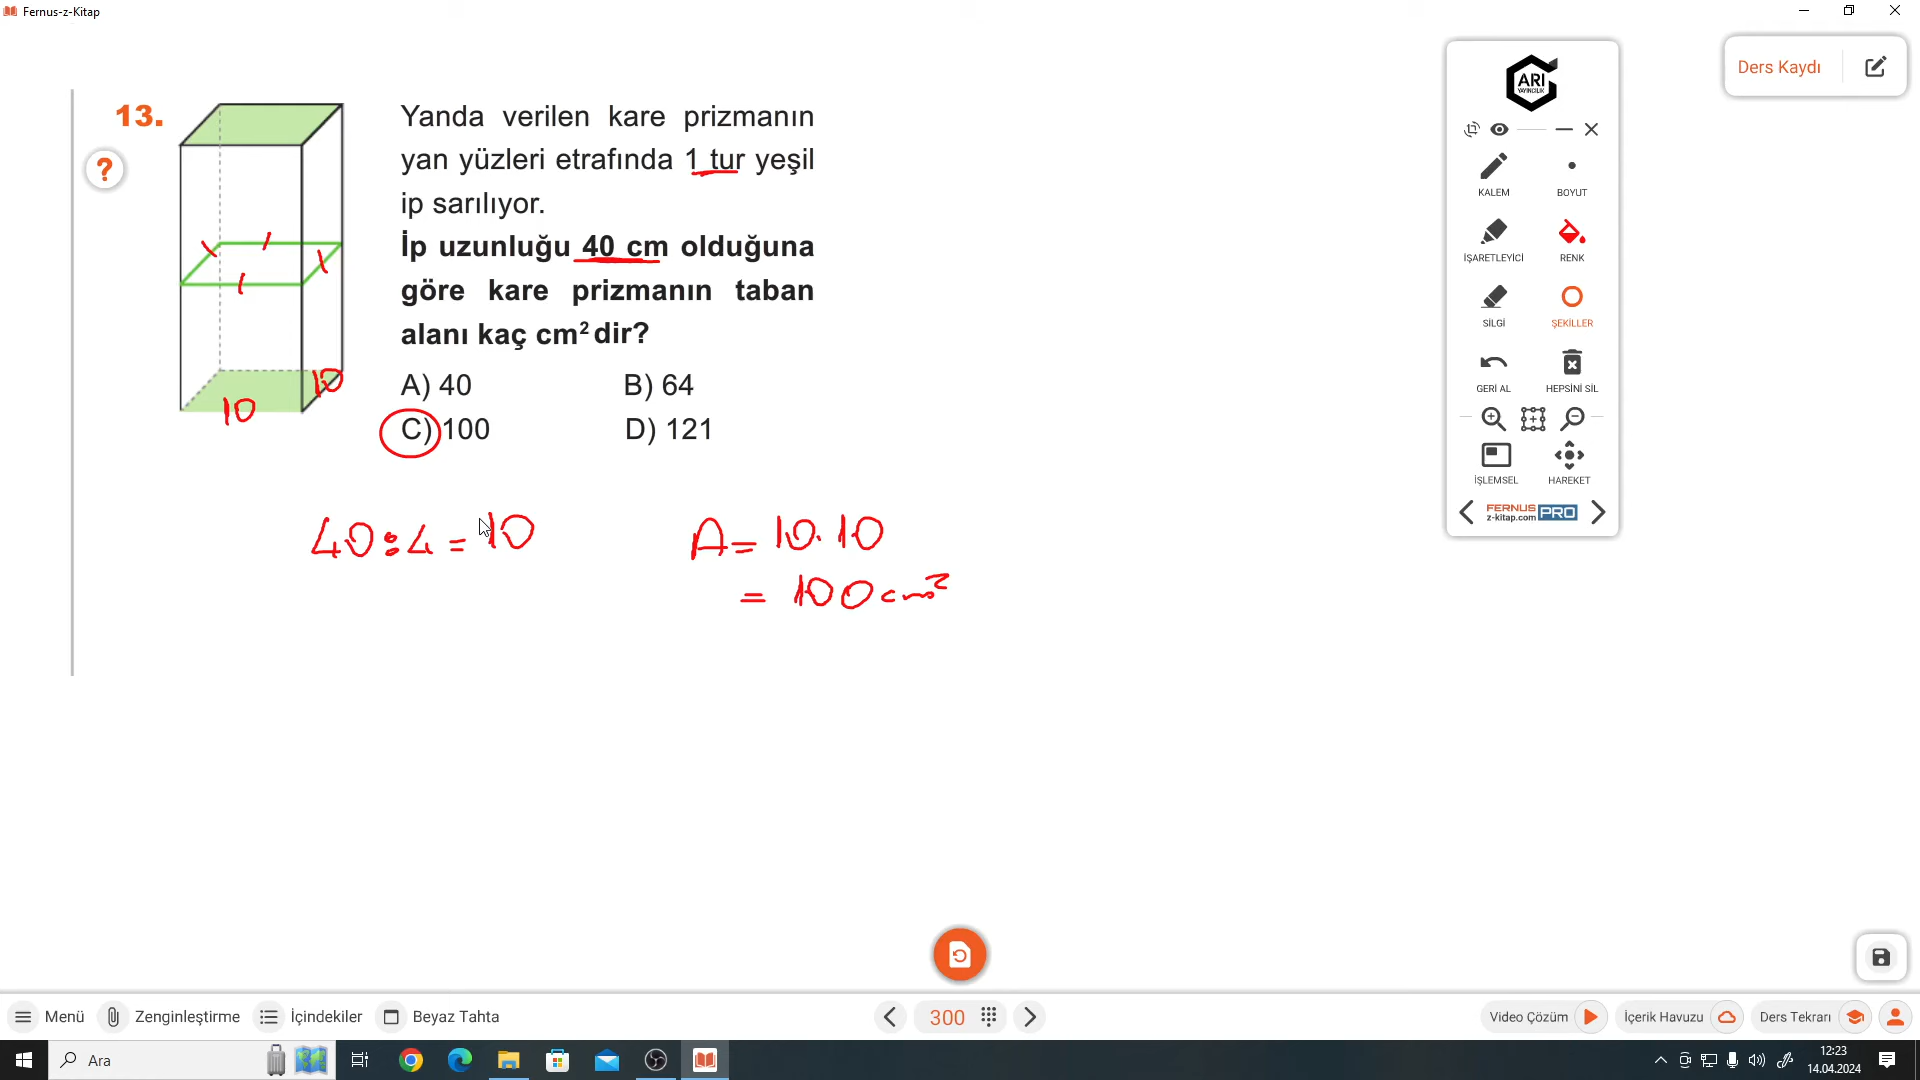 Fernus-z-Kitap
Ders Kaydı
ARI
YAYINCILIK
13.
?
Yanda verilen kare prizmanın
yan yüzleri etrafında 1 tur yeşil
ip sarılıyor.
İp uzunluğu 40 cm olduğuna
göre kare prizmanın taban
alanı kaç cm² dir?
A) 40 B) 64
C) 100 D) 121
10
10
40:4=10
A=10.10
= 100cm²
KALEM BOYUT
İŞARETLEYİCİ RENK
SİLGİ ŞEKİLLER
GERİ AL HEPSİNİ SİL
İŞLEMSEL HAREKET
FERNUS
z-kitap.com PRO
Menü Zenginleştirme İçindekiler Beyaz Tahta 300 Video Çözüm İçerik Havuzu Ders Tekrarı
Ara
12:23
14.04.2024